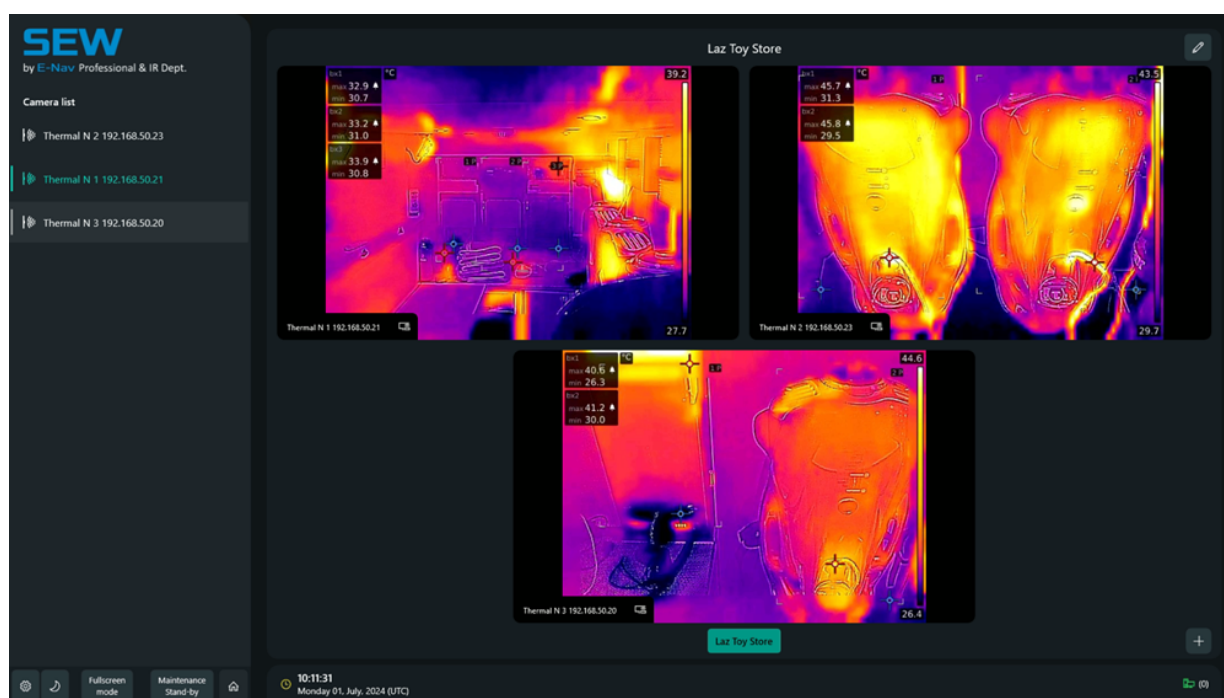 SEW
by E-Nav Professional & IR Dept.
Camera list
Thermal N 2 192.168.50.23
Thermal N 1 192.168.50.21
Thermal N 3 192.168.50.20
Fullscreen
mode
Maintenance
Stand-by
Laz Toy Store
bx1
°C
max 32.9
min 30.7
bx2
max 33.2
min 31.0
bx3
max 33.9
min 30.8
39.2
27.7
Thermal N 1 192.168.50.21
bx1
°C
max 45.7
min 31.3
bx2
max 45.8
min 29.5
43.5
29.7
Thermal N 2 192.168.50.23
bx1
°C
max 40.6
min 26.3
bx2
max 41.2
min 30.0
44.6
26.4
Thermal N 3 192.168.50.20
Laz Toy Store
10:11:31
Monday 01, July, 2024 (UTC)
(0)